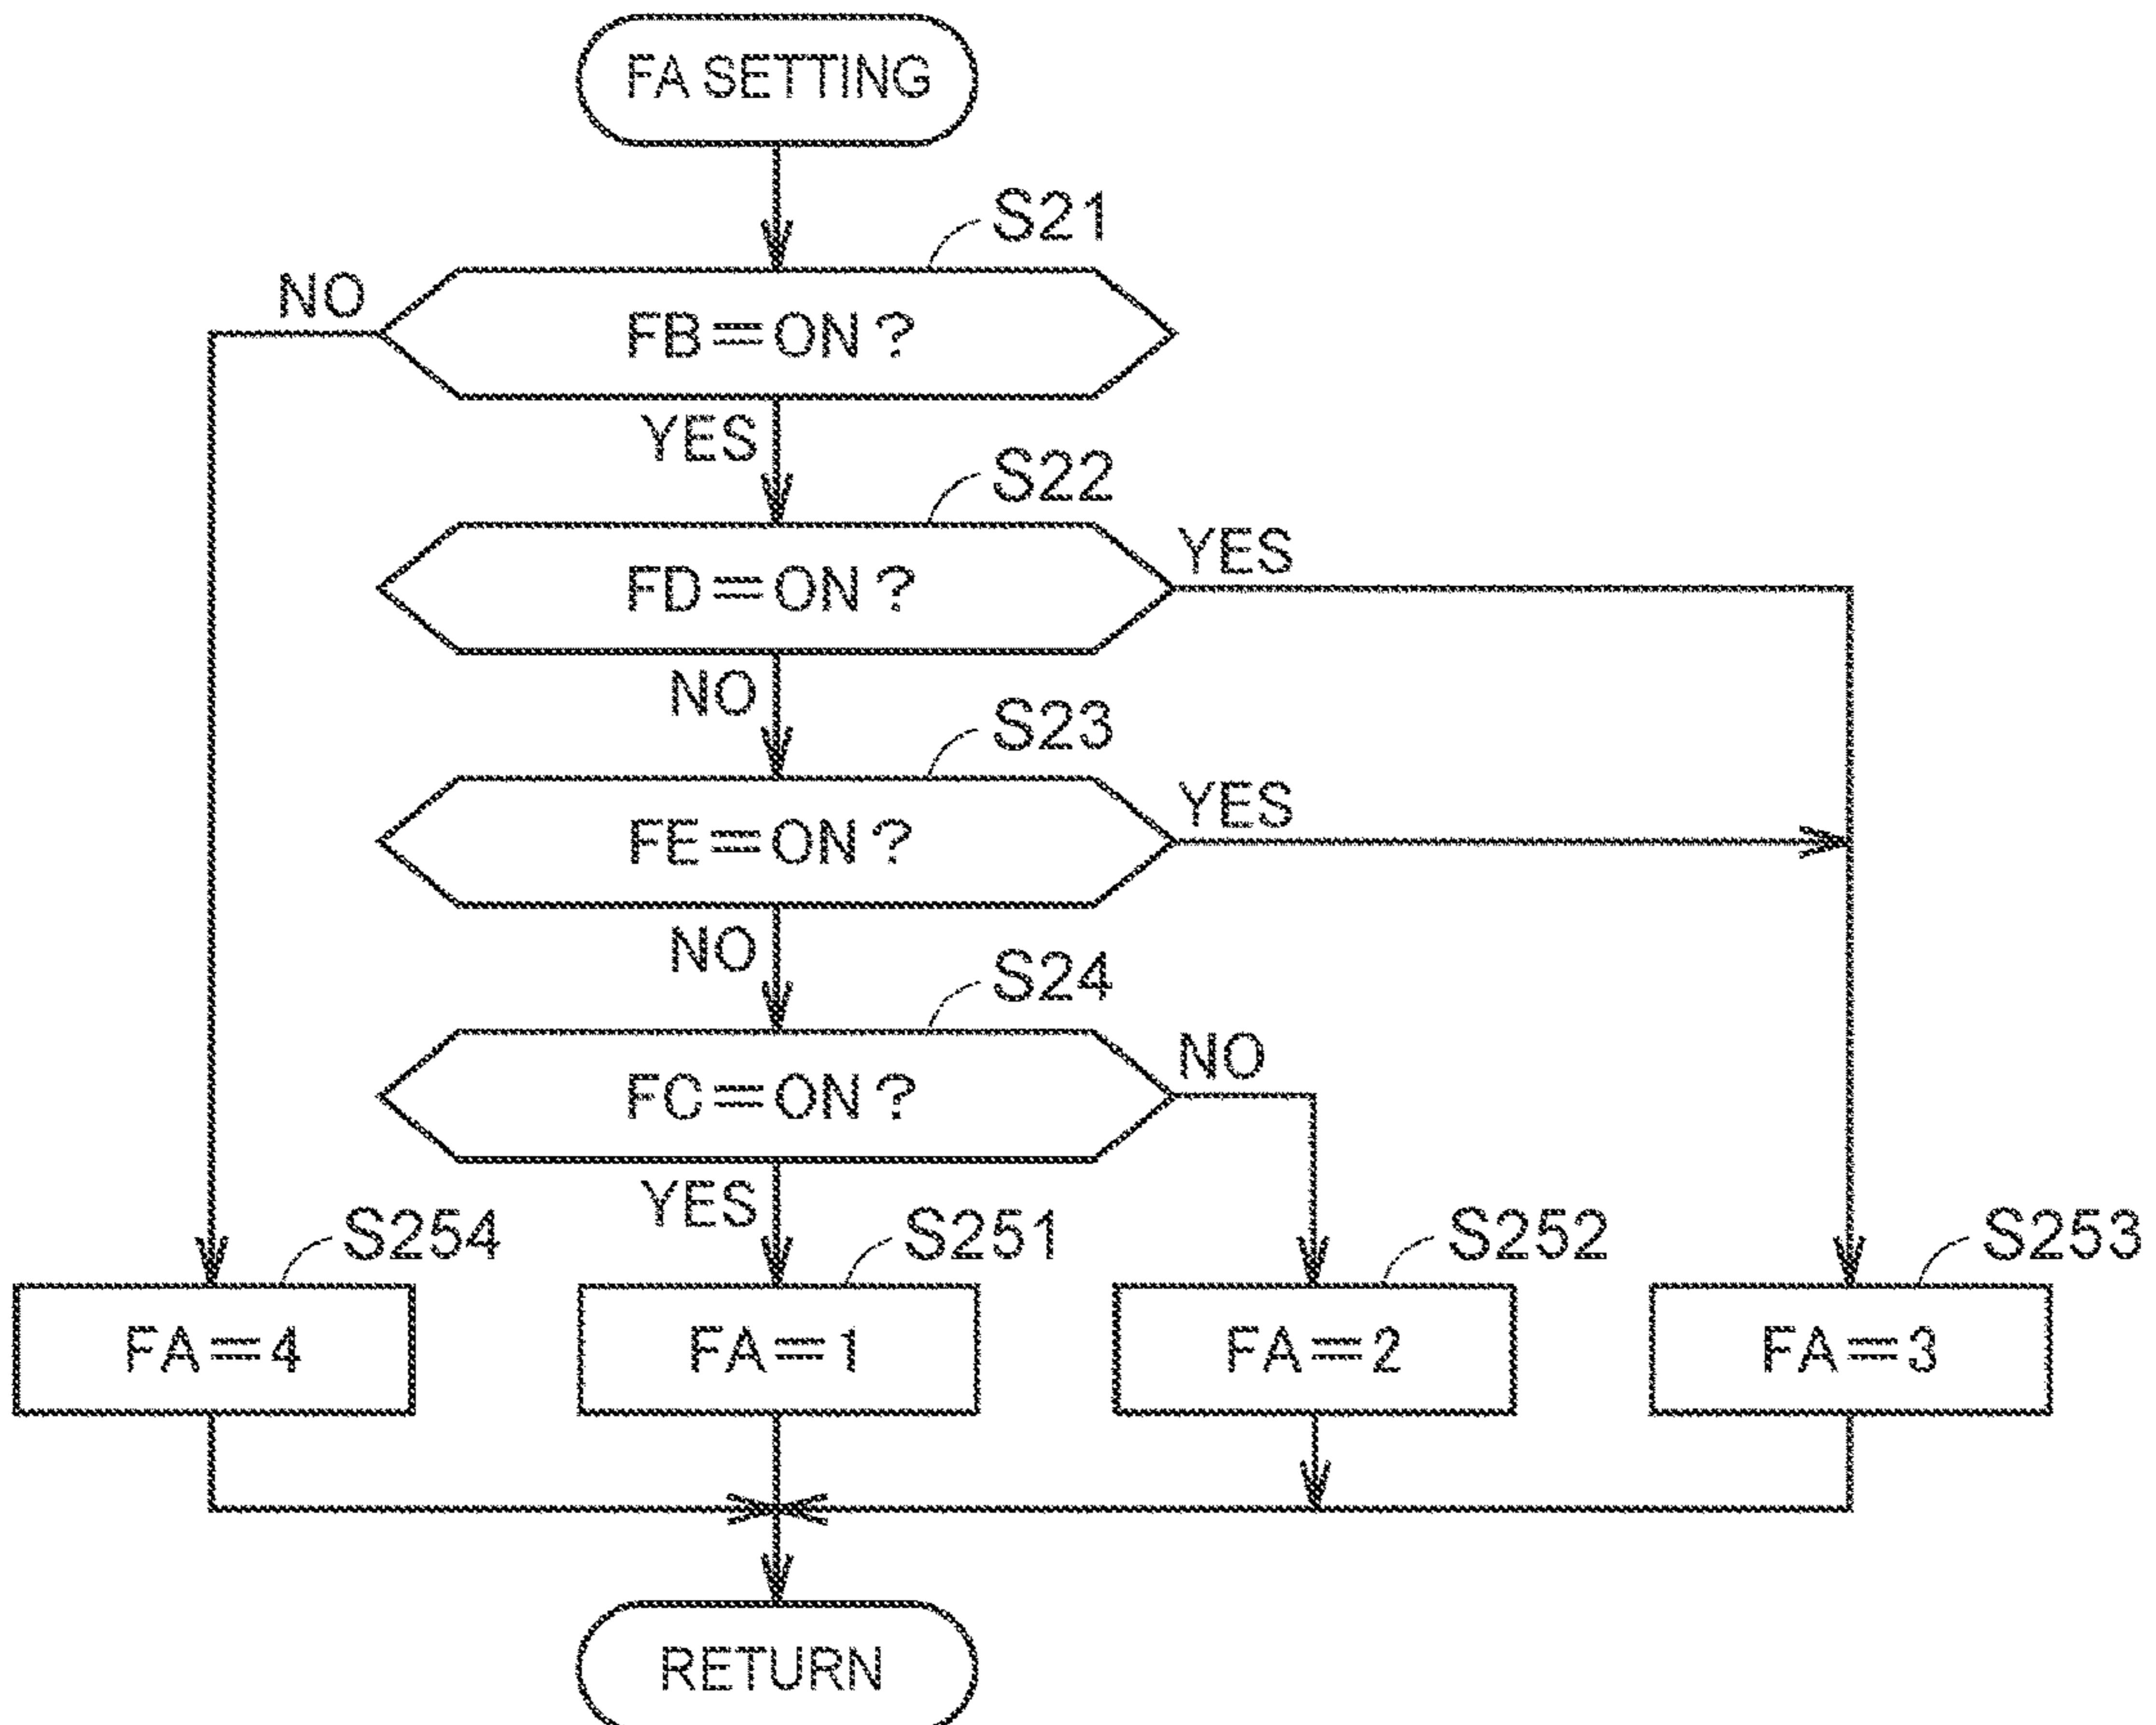 FA SETTING
S21
NO
FB=ON?
YES
S22
YES
FD=ON?
NO
S23
YES
FE=ON?
NO
S24
NO
FC=ON?
YES
S254
S251
S252
S253
FA=4
FA=1
FA=2
FA=3
RETURN